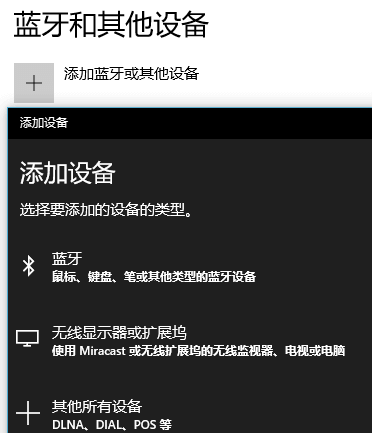 蓝牙和其他设备
添加蓝牙或其他设备
添加设备
添加设备
选择要添加的设备的类型。
蓝牙
鼠标、键盘、笔或其他类型的蓝牙设备
无线显示器或扩展坞
使用 Miracast 或无线扩展坞的无线监视器、电视或电脑
其他所有设备
DLNA、DIAL、POS 等